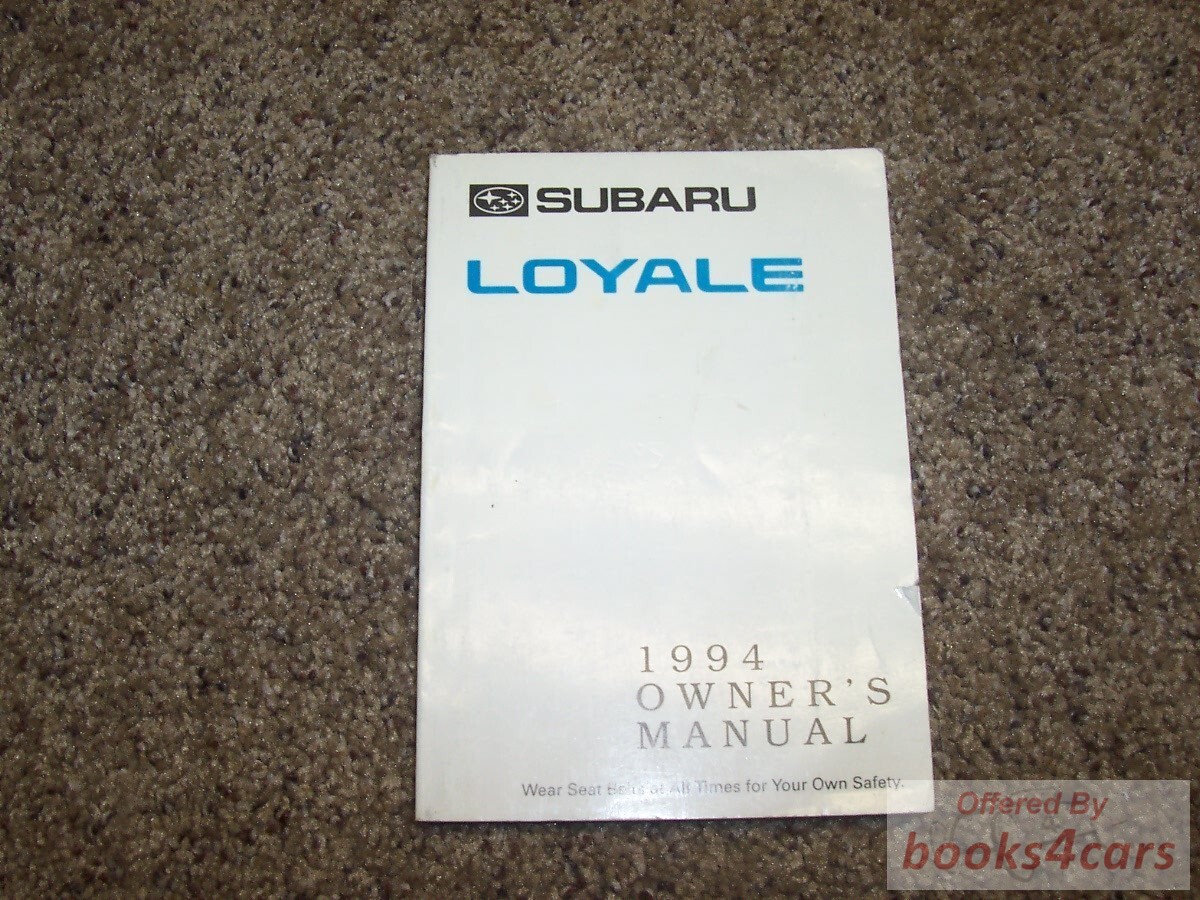 SUBARU
LOYALE
1994
OWNER'S
MANUAL
Wear Seat Belts at All Times for Your Own Safety.
Offered By
books4cars